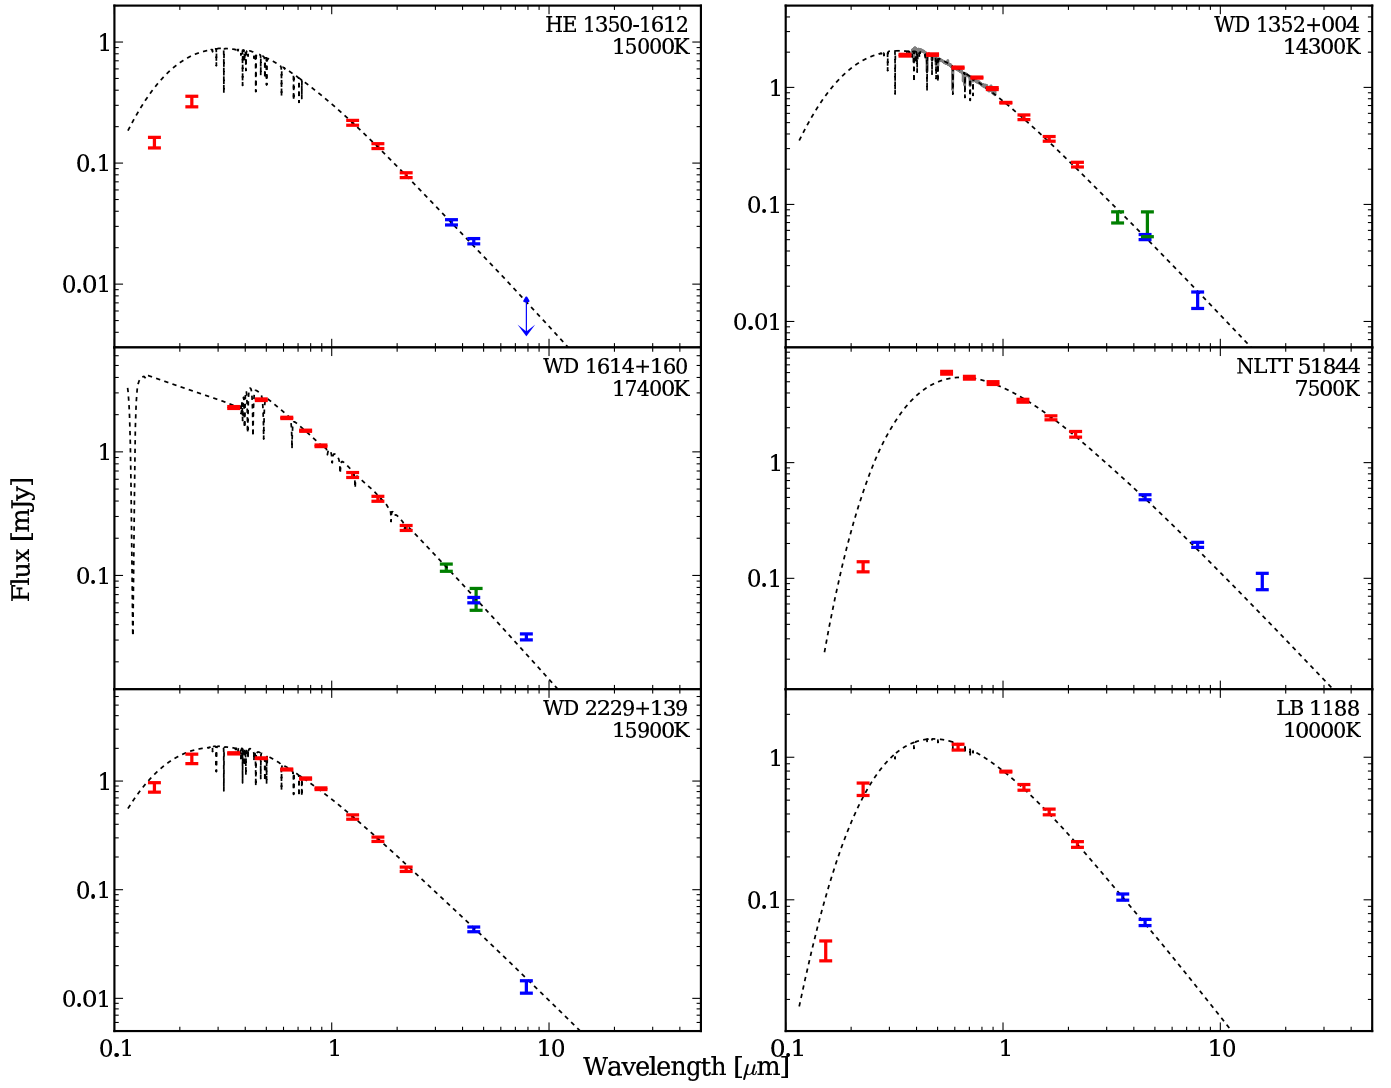 HE 1350-1612
15000K
1
0.1
0.01
WD 1352+004
14300K
1
0.1
0.01
WD 1614+160
17400K
1
0.1
NLTT 51844
7500K
1
0.1
WD 2229+139
15900K
1
0.1
0.01
0.1 1 10
LB 1188
10000K
1
0.1
0.1 1 10
Flux [mJy]
Wavelength [μm]